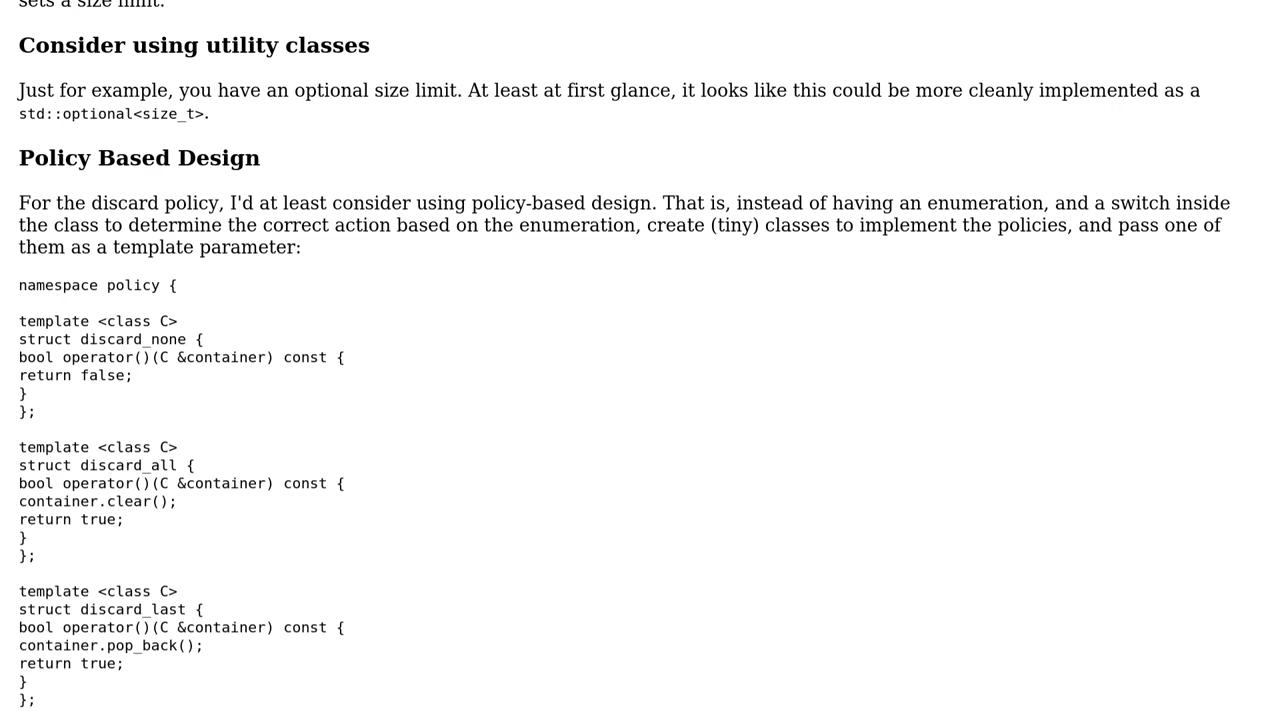 sets a size limit.
Consider using utility classes
Just for example, you have an optional size limit. At least at first glance, it looks like this could be more cleanly implemented as a
std::optional<size_t>.
Policy Based Design
For the discard policy, I'd at least consider using policy-based design. That is, instead of having an enumeration, and a switch inside
the class to determine the correct action based on the enumeration, create (tiny) classes to implement the policies, and pass one of
them as a template parameter:
namespace policy {
template <class C>
struct discard_none {
bool operator()(C &container) const {
return false;
}
};
template <class C>
struct discard_all {
bool operator()(C &container) const {
container.clear();
return true;
}
};
template <class C>
struct discard_last {
bool operator()(C &container) const {
container.pop_back();
return true;
}
};